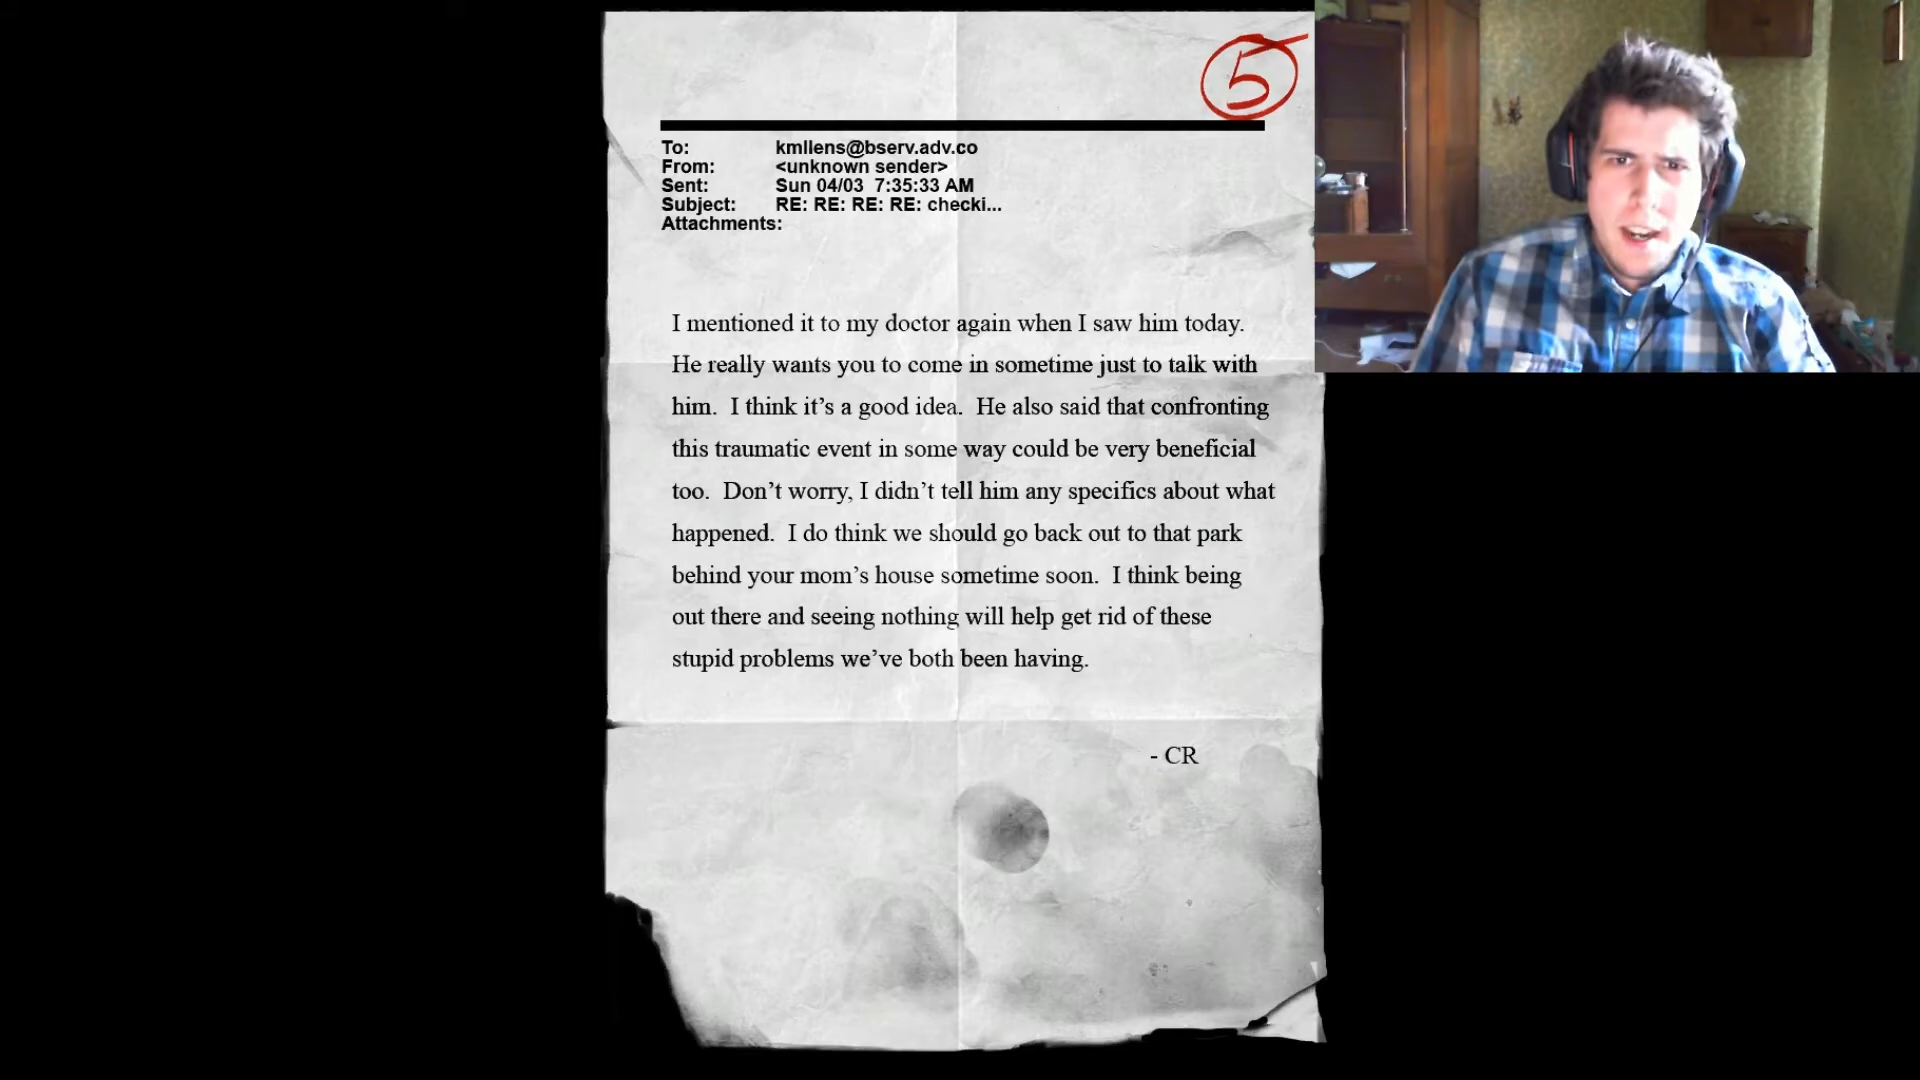 5
To: kmllens@bserv.adv.co
From: <unknown sender>
Sent: Sun 04/03 7:35:33 AM
Subject: RE: RE: RE: RE: checki...
Attachments:
I mentioned it to my doctor again when I saw him today.
He really wants you to come in sometime just to talk with
him. I think it’s a good idea. He also said that confronting
this traumatic event in some way could be very beneficial
too. Don’t worry, I didn’t tell him any specifics about what
happened. I do think we should go back out to that park
behind your mom’s house sometime soon. I think being
out there and seeing nothing will help get rid of these
stupid problems we’ve both been having.
- CR